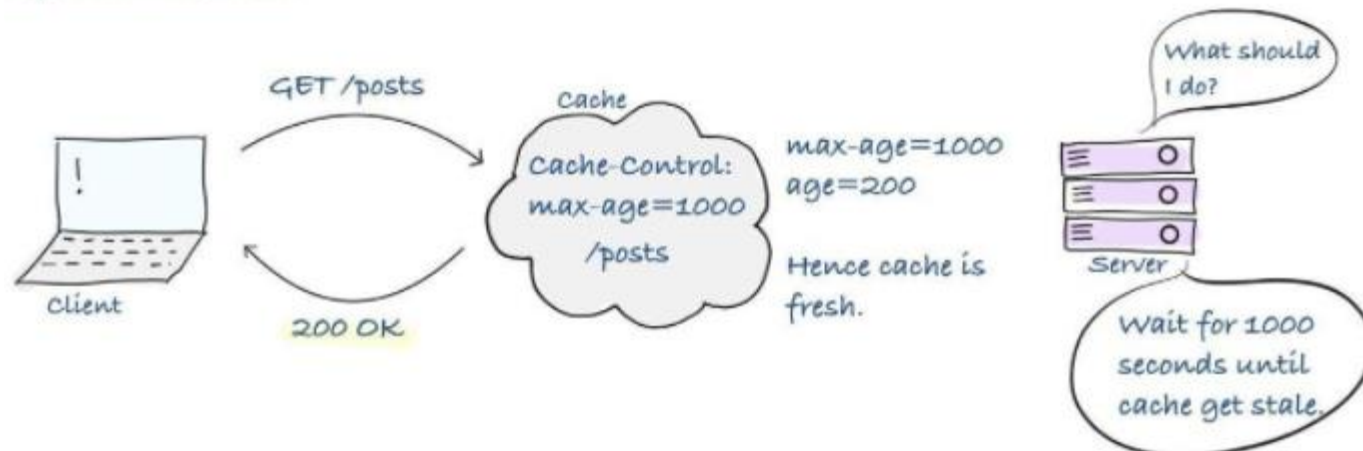 GET /posts
200 OK
Client
Cache
Cache-Control:
max-age=1000
/posts
max-age=1000
age=200
Hence cache is
fresh.
What should
I do?
Server
Wait for 1000
seconds until
cache get stale.